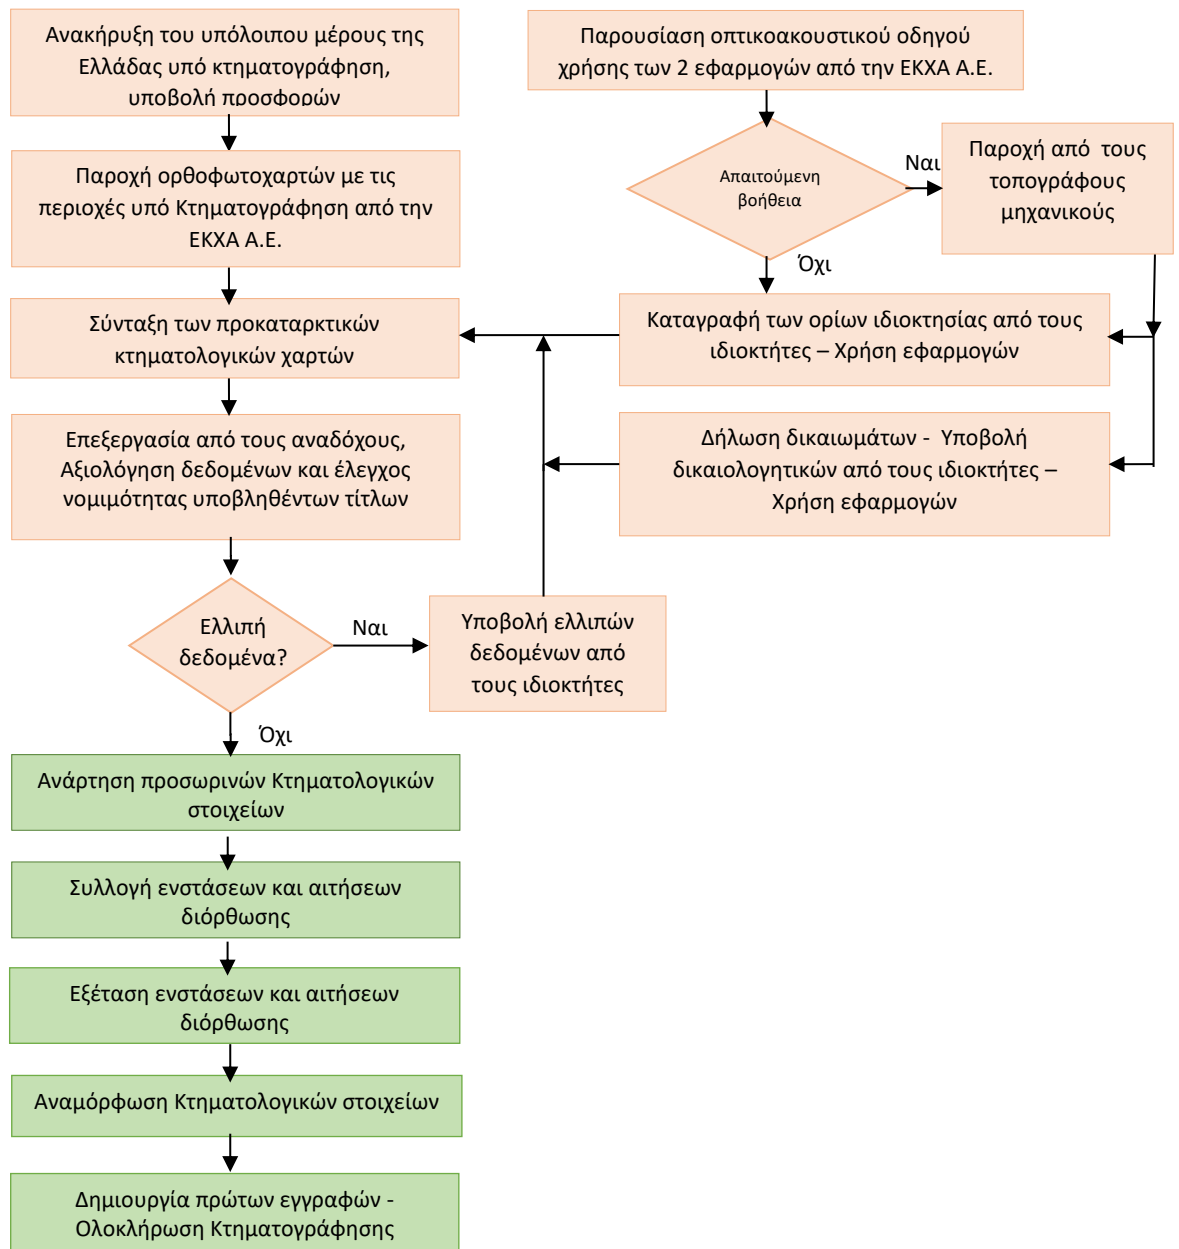 Ανακήρυξη του υπόλοιπου μέρους της
Ελλάδας υπό κτηματογράφηση,
υποβολή προσφορών
Παροχή ορθοφωτοχαρτών με τις
περιοχές υπό Κτηματογράφηση από την
ΕΚΧΑ Α.Ε.
Σύνταξη των προκαταρκτικών
κτηματολογικών χαρτών
Επεξεργασία από τους αναδόχους,
Αξιολόγηση δεδομένων και έλεγχος
νομιμότητας υποβληθέντων τίτλων
Ελλιπή
δεδομένα?
Ναι
Υποβολή ελλιπών
δεδομένων από
τους ιδιοκτήτες
Όχι
Παρουσίαση οπτικοακουστικού οδηγού
χρήσης των 2 εφαρμογών από την ΕΚΧΑ Α.Ε.
Απαιτούμενη
βοήθεια
Ναι
Παροχή από  τους
τοπογράφους
μηχανικούς
Όχι
Καταγραφή των ορίων ιδιοκτησίας από τους
ιδιοκτήτες – Χρήση εφαρμογών
Δήλωση δικαιωμάτων -  Υποβολή
δικαιολογητικών από τους ιδιοκτήτες –
Χρήση εφαρμογών
Ανάρτηση προσωρινών Κτηματολογικών
στοιχείων
Συλλογή ενστάσεων και αιτήσεων
διόρθωσης
Εξέταση ενστάσεων και αιτήσεων
διόρθωσης
Αναμόρφωση Κτηματολογικών στοιχείων
Δημιουργία πρώτων εγγραφών -
Ολοκλήρωση Κτηματογράφησης